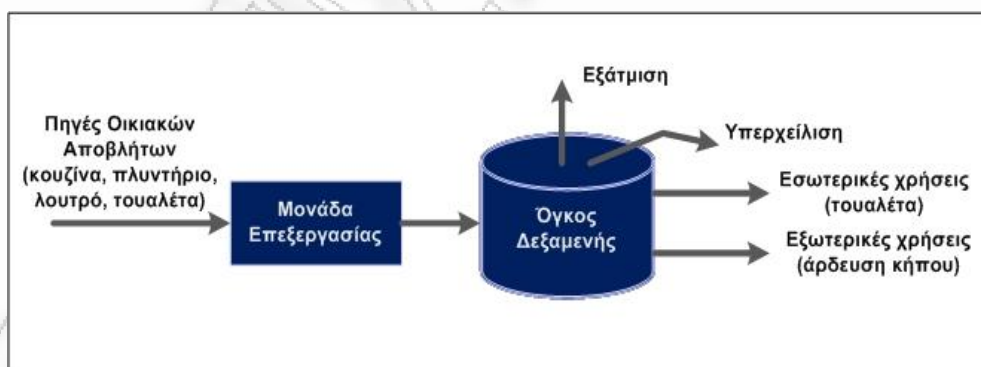 Πηγές Οικιακών
Αποβλήτων
(κουζίνα, πλυντήριο,
λουτρό, τουαλέτα)
Μονάδα
Επεξεργασίας
Όγκος
Δεξαμενής
Εξάτμιση
Υπερχείλιση
Εσωτερικές χρήσεις
(τουαλέτα)
Εξωτερικές χρήσεις
(άρδευση κήπου)